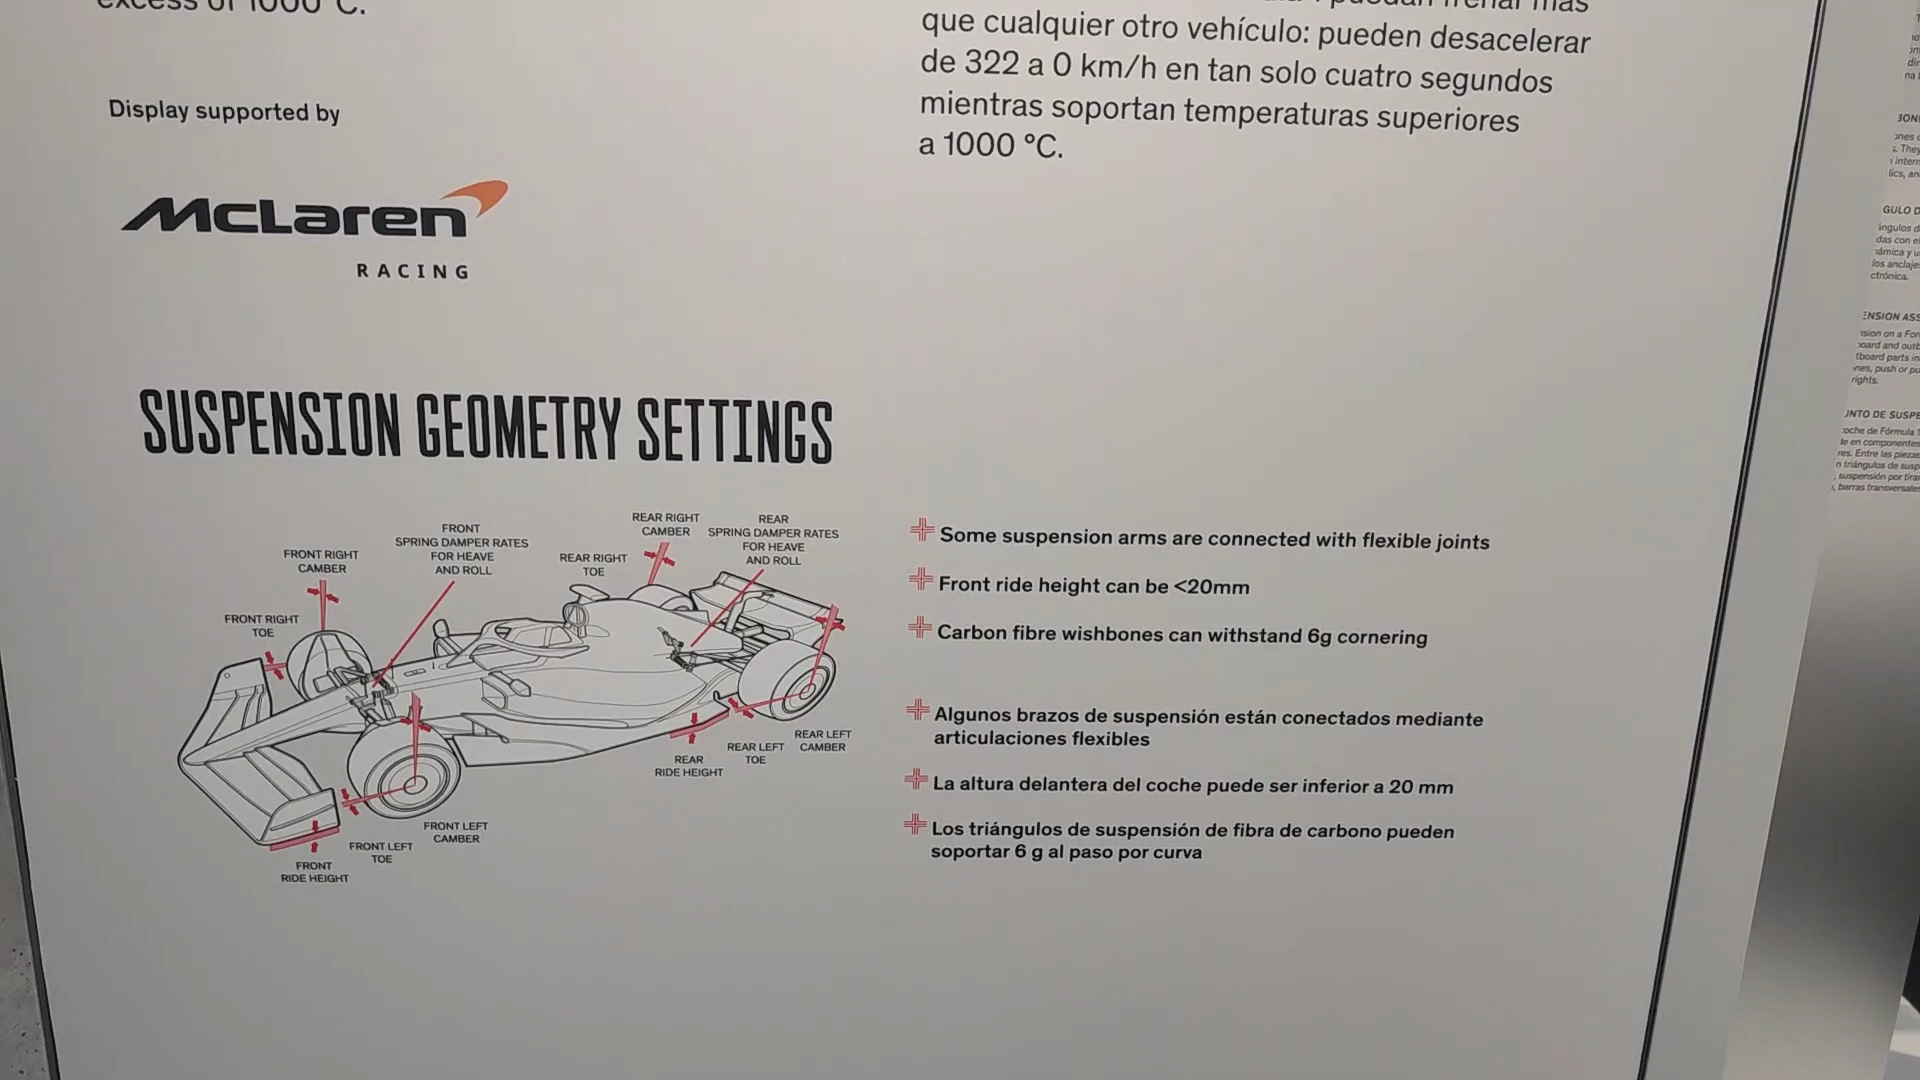 excess of 1000°C.
Display supported by
McLaren
RACING
que cualquier otro vehículo: pueden desacelerar
de 322 a 0 km/h en tan solo cuatro segundos
mientras soportan temperaturas superiores
a 1000 °C.
SUSPENSION GEOMETRY SETTINGS
FRONT RIGHT
CAMBER
FRONT
SPRING DAMPER RATES
FOR HEAVE
AND ROLL
REAR RIGHT
TOE
REAR RIGHT
CAMBER
REAR
SPRING DAMPER RATES
FOR HEAVE
AND ROLL
FRONT RIGHT
TOE
REAR LEFT
CAMBER
REAR LEFT
TOE
REAR
RIDE HEIGHT
FRONT LEFT
CAMBER
FRONT LEFT
TOE
FRONT
RIDE HEIGHT
Some suspension arms are connected with flexible joints
Front ride height can be <20mm
Carbon fibre wishbones can withstand 6g cornering
Algunos brazos de suspensión están conectados mediante
articulaciones flexibles
La altura delantera del coche puede ser inferior a 20 mm
Los triángulos de suspensión de fibra de carbono pueden
soportar 6 g al paso por curva